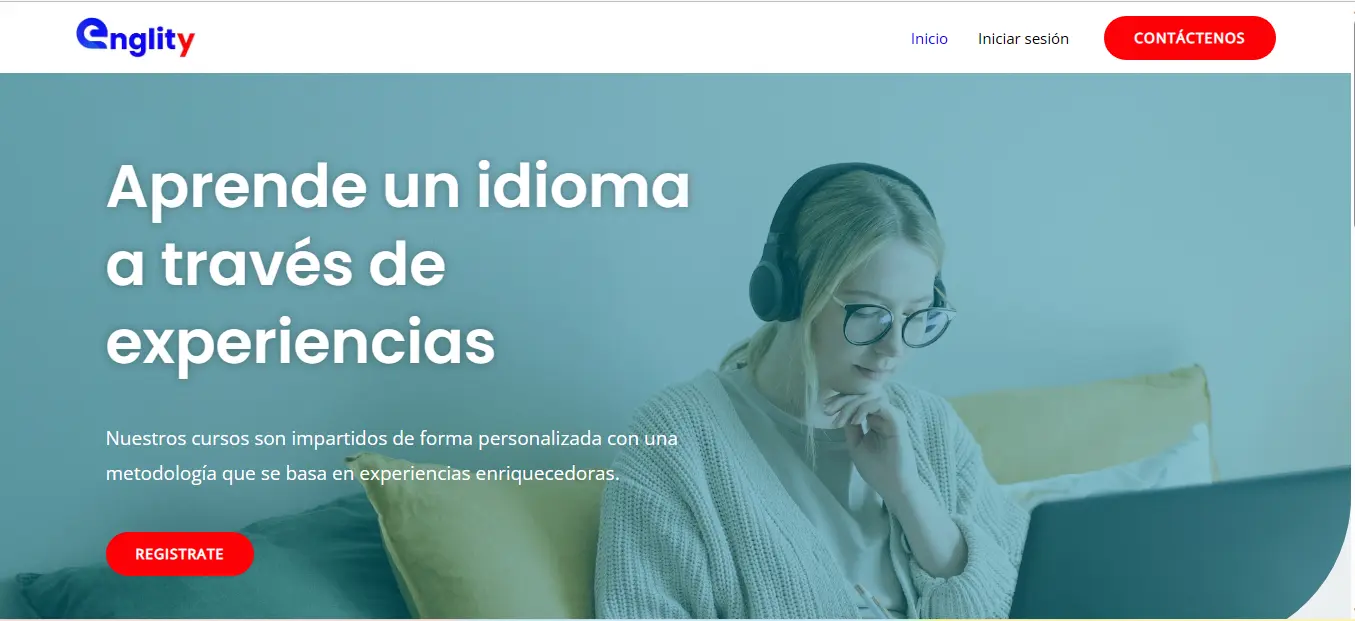 englity
Inicio
Iniciar sesión
CONTÁCTENOS
Aprende un idioma
a través de
experiencias
Nuestros cursos son impartidos de forma personalizada con una
metodología que se basa en experiencias enriquecedoras.
REGISTRATE